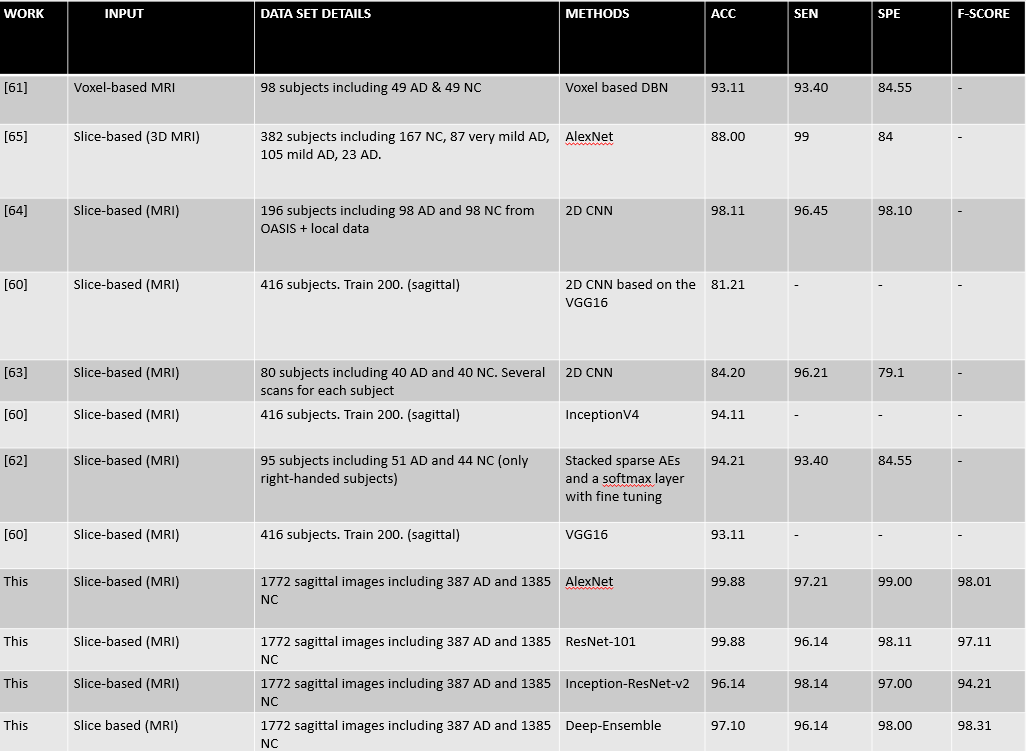 WORK INPUT DATA SET DETAILS METHODS ACC SEN SPE F-SCORE
[61] Voxel-based MRI 98 subjects including 49 AD & 49 NC Voxel based DBN 93.11 93.40 84.55 -
[65] Slice-based (3D MRI) 382 subjects including 167 NC, 87 very mild AD, AlexNet 88.00 99 84 -
105 mild AD, 23 AD.
[64] Slice-based (MRI) 196 subjects including 98 AD and 98 NC from 2D CNN 98.11 96.45 98.10 -
OASIS + local data
[60] Slice-based (MRI) 416 subjects. Train 200. (sagittal) 2D CNN based on the 81.21 - - -
VGG16
[63] Slice-based (MRI) 80 subjects including 40 AD and 40 NC. Several 2D CNN 84.20 96.21 79.1 -
scans for each subject
[60] Slice-based (MRI) 416 subjects. Train 200. (sagittal) InceptionV4 94.11 - - -
[62] Slice-based (MRI) 95 subjects including 51 AD and 44 NC (only Stacked sparse AEs 94.21 93.40 84.55 -
right-handed subjects) and a softmax layer
with fine tuning
[60] Slice-based (MRI) 416 subjects. Train 200. (sagittal) VGG16 93.11 - - -
This Slice-based (MRI) 1772 sagittal images including 387 AD and 1385 AlexNet 99.88 97.21 99.00 98.01
NC
This Slice-based (MRI) 1772 sagittal images including 387 AD and 1385 ResNet-101 99.88 96.14 98.11 97.11
NC
This Slice-based (MRI) 1772 sagittal images including 387 AD and 1385 Inception-ResNet-v2 96.14 98.14 97.00 94.21
NC
This Slice based (MRI) 1772 sagittal images including 387 AD and 1385 Deep-Ensemble 97.10 96.14 98.00 98.31
NC